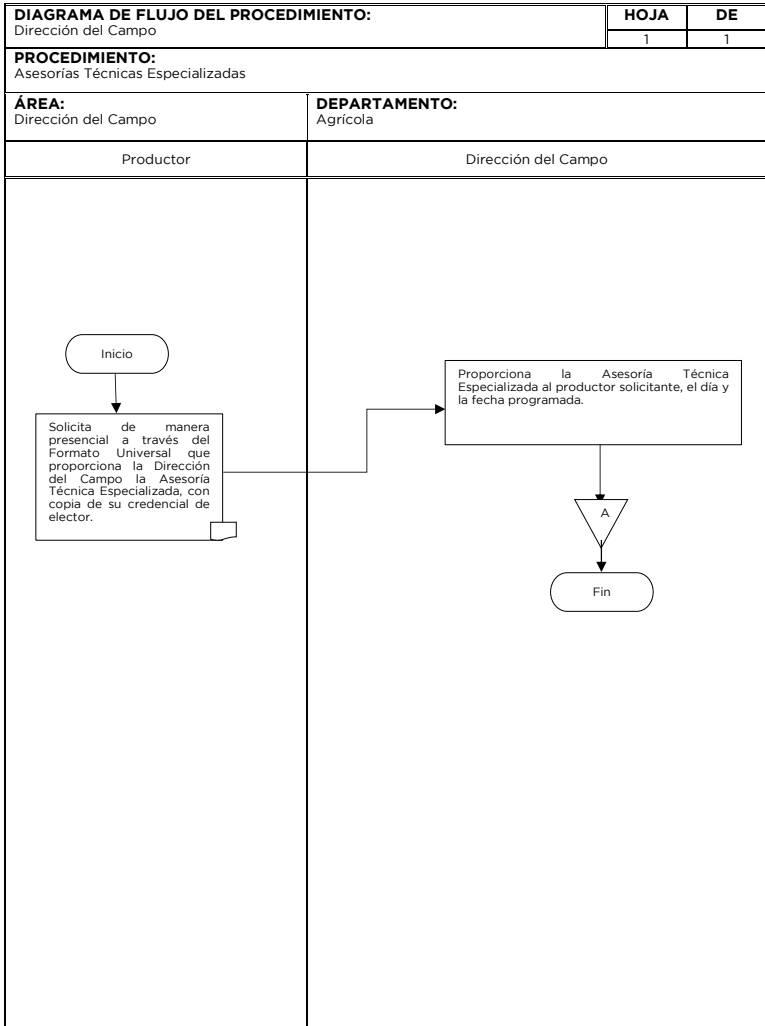 DIAGRAMA DE FLUJO DEL PROCEDIMIENTO:
Dirección del Campo
HOJA
DE
1
1
PROCEDIMIENTO:
Asesorías Técnicas Especializadas
ÁREA:
Dirección del Campo
DEPARTAMENTO:
Agrícola
Productor
Dirección del Campo
Inicio
Solicita de manera
presencial a través del
Formato Universal que
proporciona la Dirección
del Campo la Asesoría
Técnica Especializada, con
copia de su credencial de
elector.
Proporciona la Asesoría Técnica
Especializada al productor solicitante, el día y
la fecha programada.
A
Fin